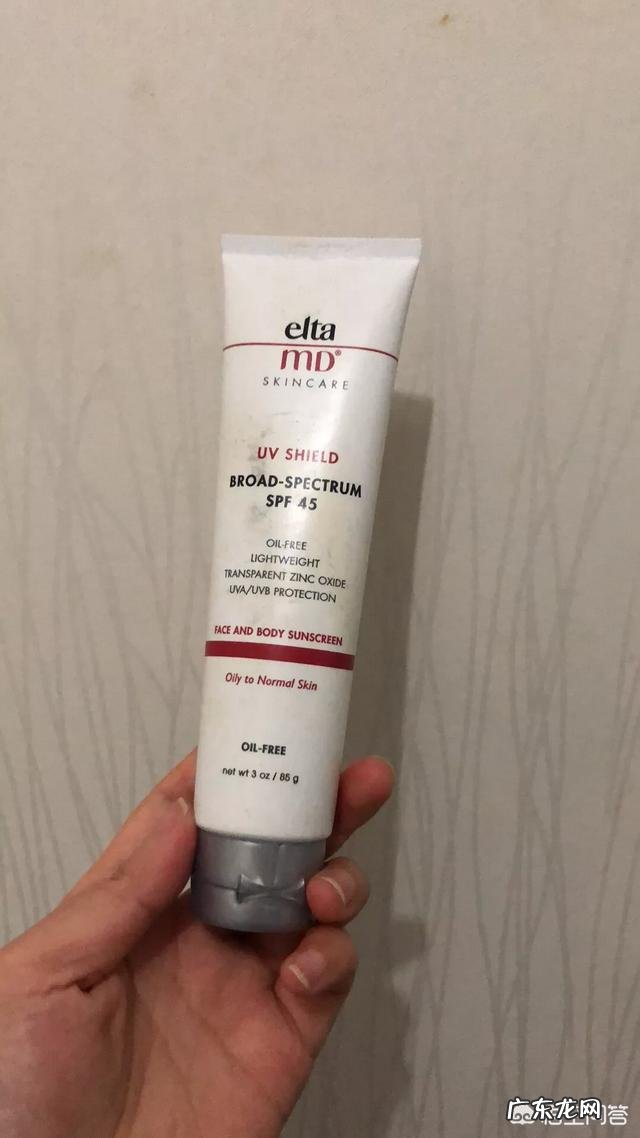 elta
MD®
SKINCARE
UV SHIELD
BROAD-SPECTRUM
SPF 45
OIL-FREE
LIGHTWEIGHT
TRANSPARENT ZINC OXIDE
UVA/UVB PROTECTION
FACE AND BODY SUNSCREEN
Oily to Normal Skin
OIL-FREE
net wt 3 oz / 85 g
广东龙网